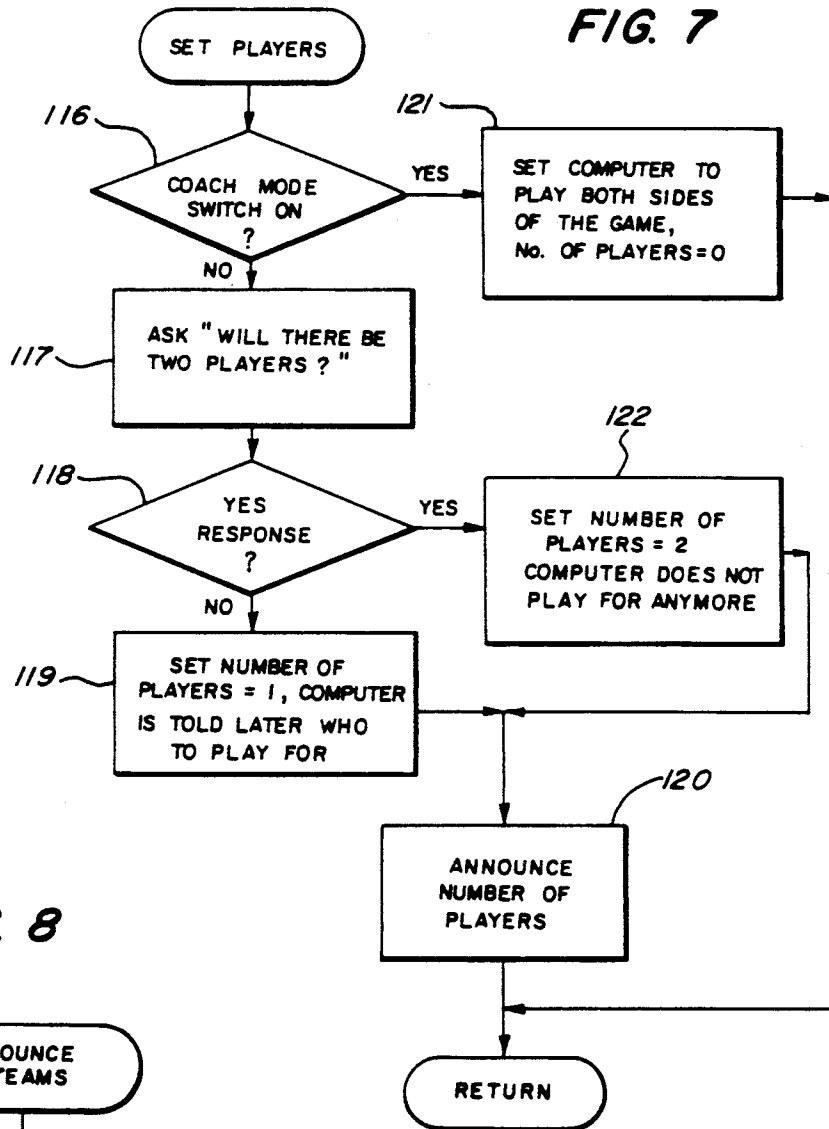 FIG. 7
SET PLAYERS
116
COACH MODE
SWITCH ON
?
YES
NO
121
SET COMPUTER TO
PLAY BOTH SIDES
OF THE GAME,
No. OF PLAYERS=0
117
ASK "WILL THERE BE
TWO PLAYERS ?"
118
YES
RESPONSE
?
YES
NO
122
SET NUMBER OF
PLAYERS = 2
COMPUTER DOES NOT
PLAY FOR ANYMORE
119
SET NUMBER OF
PLAYERS = 1, COMPUTER
IS TOLD LATER WHO
TO PLAY FOR
120
ANNOUNCE
NUMBER OF
PLAYERS
RETURN
. 8
OUNCE
TEAMS